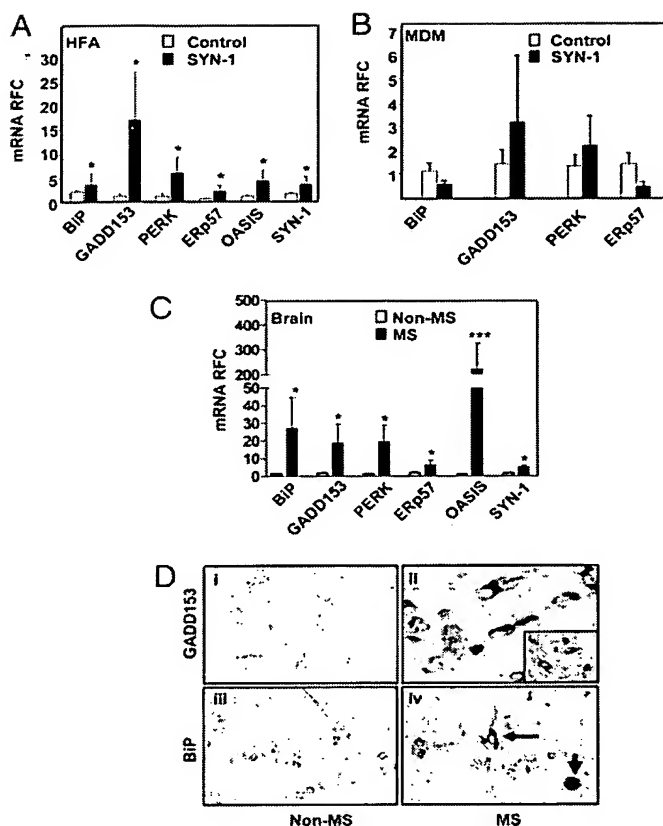 A
HFA
Control
SYN-1
mRNA RFC
30
25
20
15
10
5
0
*
*
*
*
*
*
BiP
GADD153
PERK
ERp57
OASIS
SYN-1
B
MDM
Control
SYN-1
mRNA RFC
7
6
5
4
3
2
1
BiP
GADD153
PERK
ERp57
C
Brain
Non-MS
MS
mRNA RFC
500
400
300
200
50
40
30
20
10
0
*
*
*
*
***
*
BiP
GADD153
PERK
ERp57
OASIS
SYN-1
D
GADD153
i
ii
BiP
iii
iv
Non-MS
MS